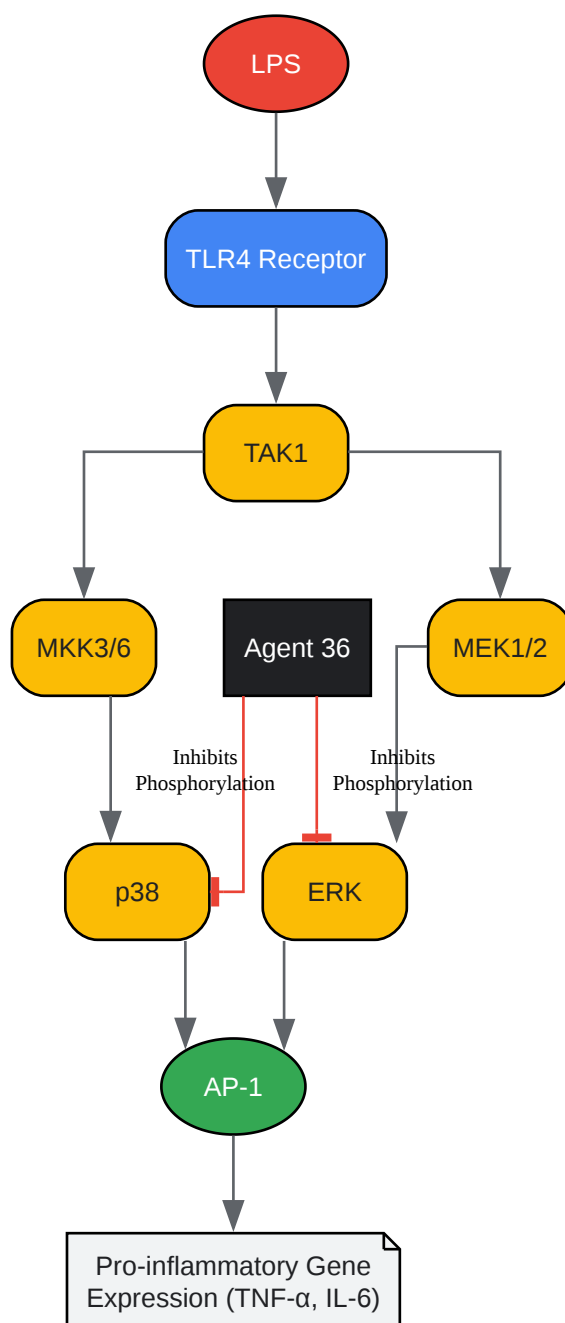 LPS
TLR4 Receptor
TAK1
MKK3/6
Agent 36
MEK1/2
Inhibits
Phosphorylation
Inhibits
Phosphorylation
p38
ERK
AP-1
Pro-inflammatory Gene
Expression (TNF-α, IL-6)